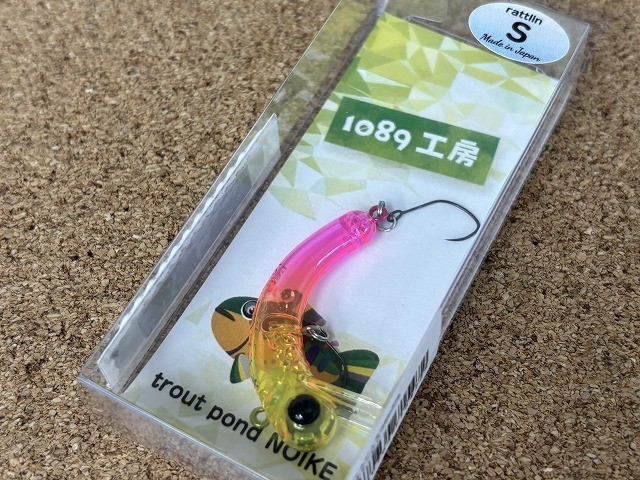 rattlin
S
Made in Japan
1089工房
trout pond NOIKE